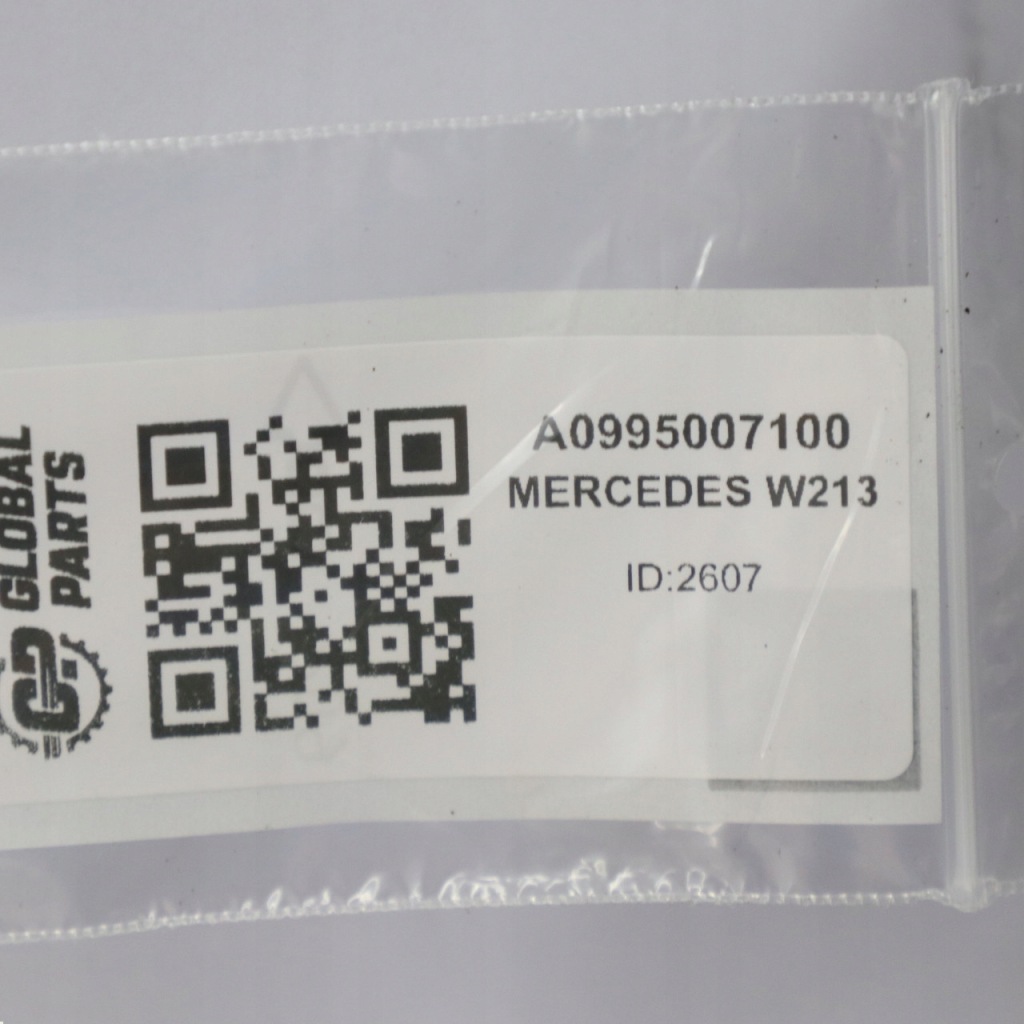 GLOBAL
PARTS
A0995007100
MERCEDES W213
ID:2607